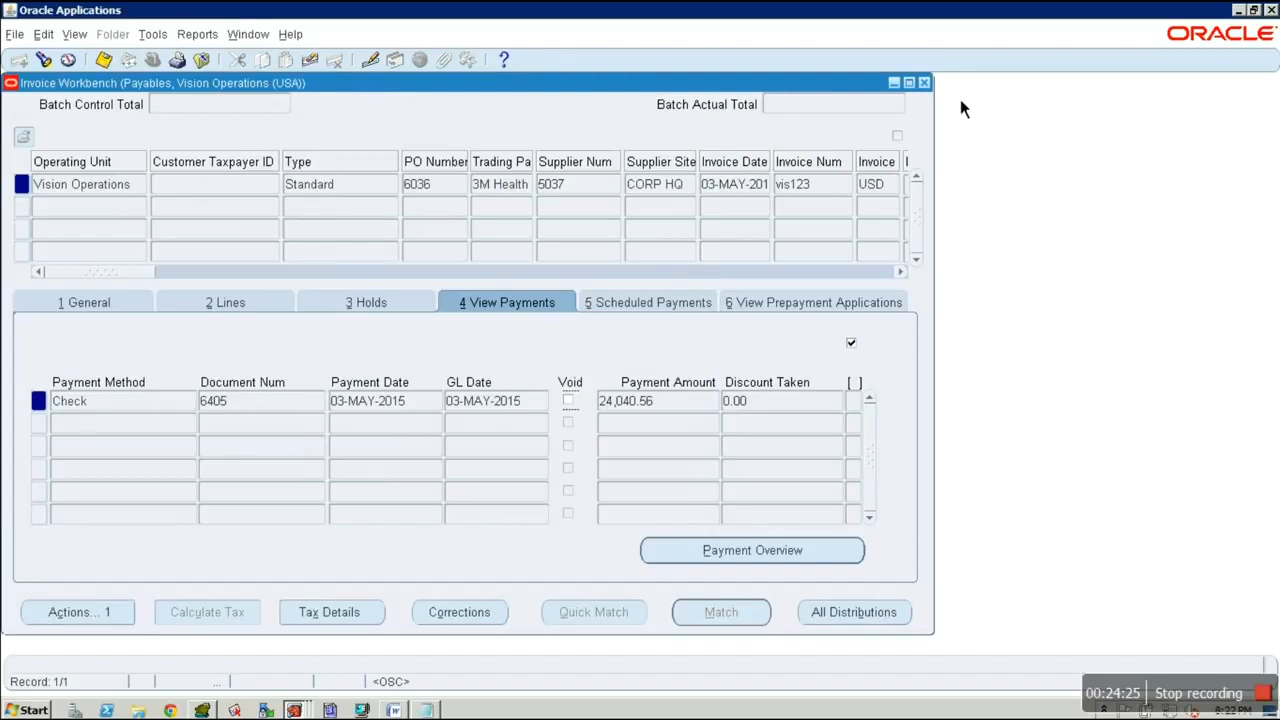 Oracle Applications
File Edit View Folder Tools Reports Window Help
ORACLE
Invoice Workbench (Payables, Vision Operations (USA))
Batch Control Total Batch Actual Total
Operating Unit Customer Taxpayer ID Type PO Number Trading Pa Supplier Num Supplier Site Invoice Date Invoice Num Invoice
Vision Operations Standard 6036 3M Health 5037 CORP HQ 03-MAY-201 vis123 USD
1 General 2 Lines 3 Holds 4 View Payments 5 Scheduled Payments 6 View Prepayment Applications
Payment Method Document Num Payment Date GL Date Void Payment Amount Discount Taken [ ]
Check 6405 03-MAY-2015 03-MAY-2015 24,040.56 0.00
Payment Overview
Actions... 1 Calculate Tax Tax Details Corrections Quick Match Match All Distributions
Record: 1/1 ... <OSC>
00:24:25 Stop recording
Start 8:22 PM